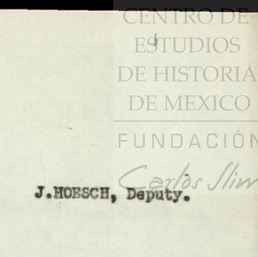 CENTRO DE
ESTUDIOS
DE HISTORIA
DE MEXICO
FUNDACIÓN
Carlos Slim
J.HOESCH, Deputy.